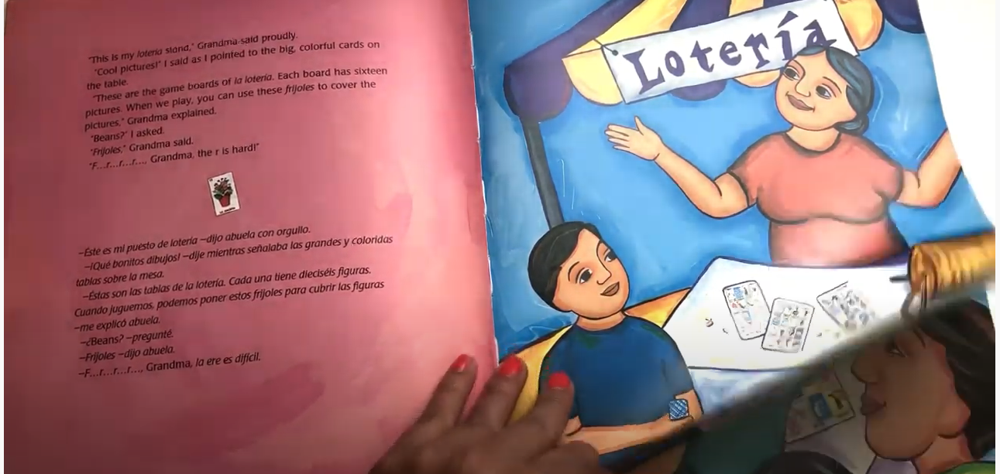 "This is my lotería stand," Grandma said proudly.
"Cool pictures!" I said as I pointed to the big, colorful cards on
the table.
"These are the game boards of la lotería. Each board has sixteen
pictures. When we play, you can use these frijoles to cover the
pictures," Grandma explained.
"Beans?" I asked.
"Frijoles," Grandma said.
"F...r...r...r..., Grandma, the r is hard!"
—Éste es mi puesto de lotería —dijo abuela con orgullo.
—¡Qué bonitos dibujos! —dije mientras señalaba las grandes y coloridas
tablas sobre la mesa.
—Éstas son las tablas de la lotería. Cada una tiene dieciséis figuras.
Cuando juguemos, podemos poner estos frijoles para cubrir las figuras
—me explicó abuela.
—¿Beans? —pregunté.
—Frijoles —dijo abuela.
—F...r...r...r..., Grandma, la ere es difícil.
Lotería